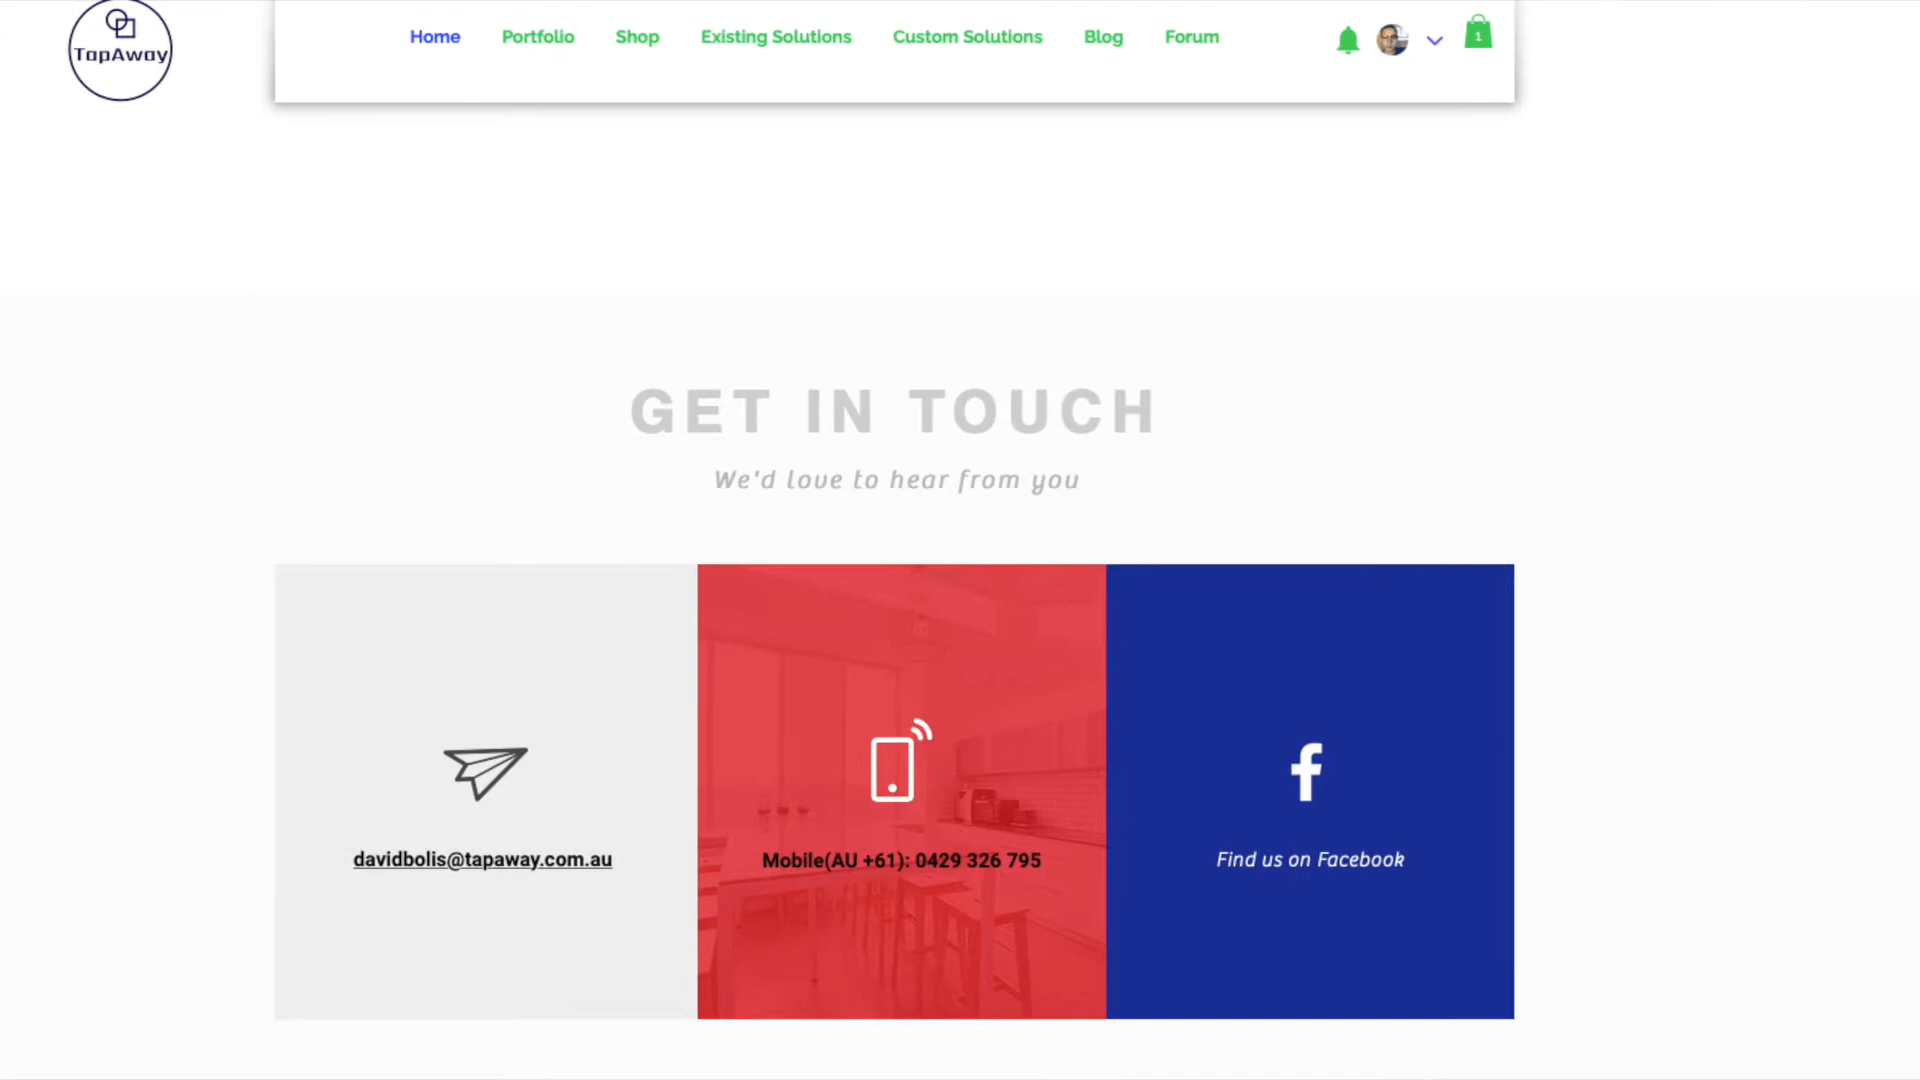 TapAway
Home Portfolio Shop Existing Solutions Custom Solutions Blog Forum
1
GET IN TOUCH
We'd love to hear from you
davidbolis@tapaway.com.au
Mobile(AU +61): 0429 326 795
Find us on Facebook